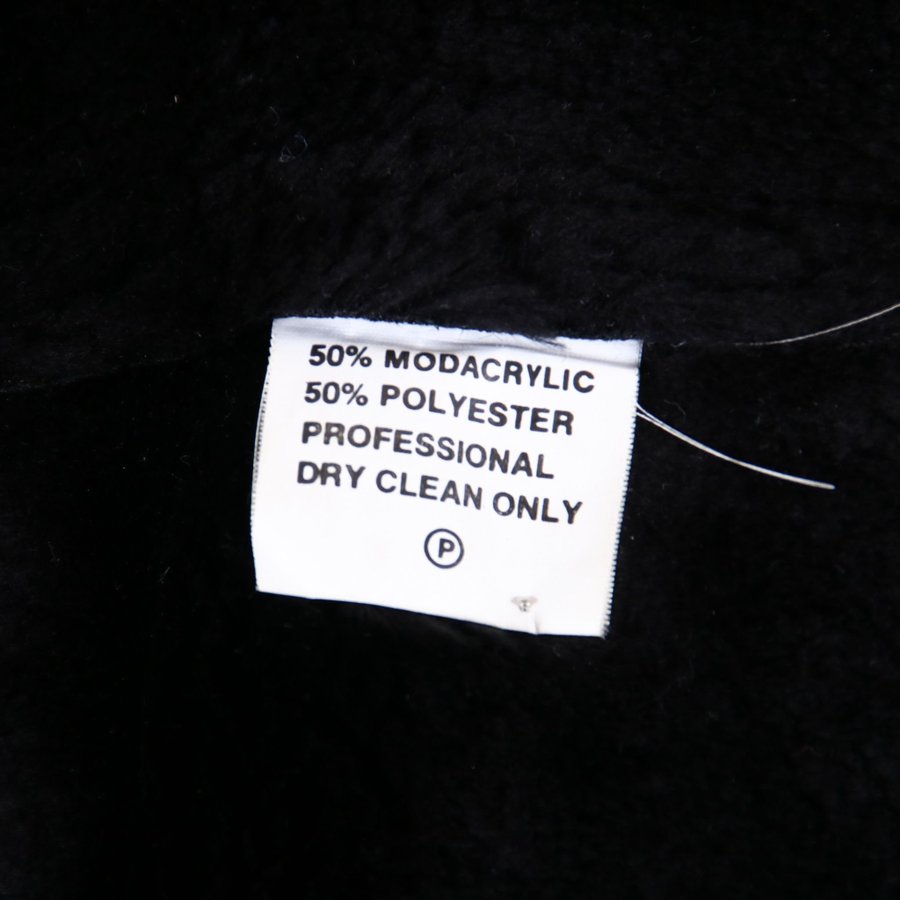 50% MODACRYLIC
50% POLYESTER
PROFESSIONAL
DRY CLEAN ONLY
P